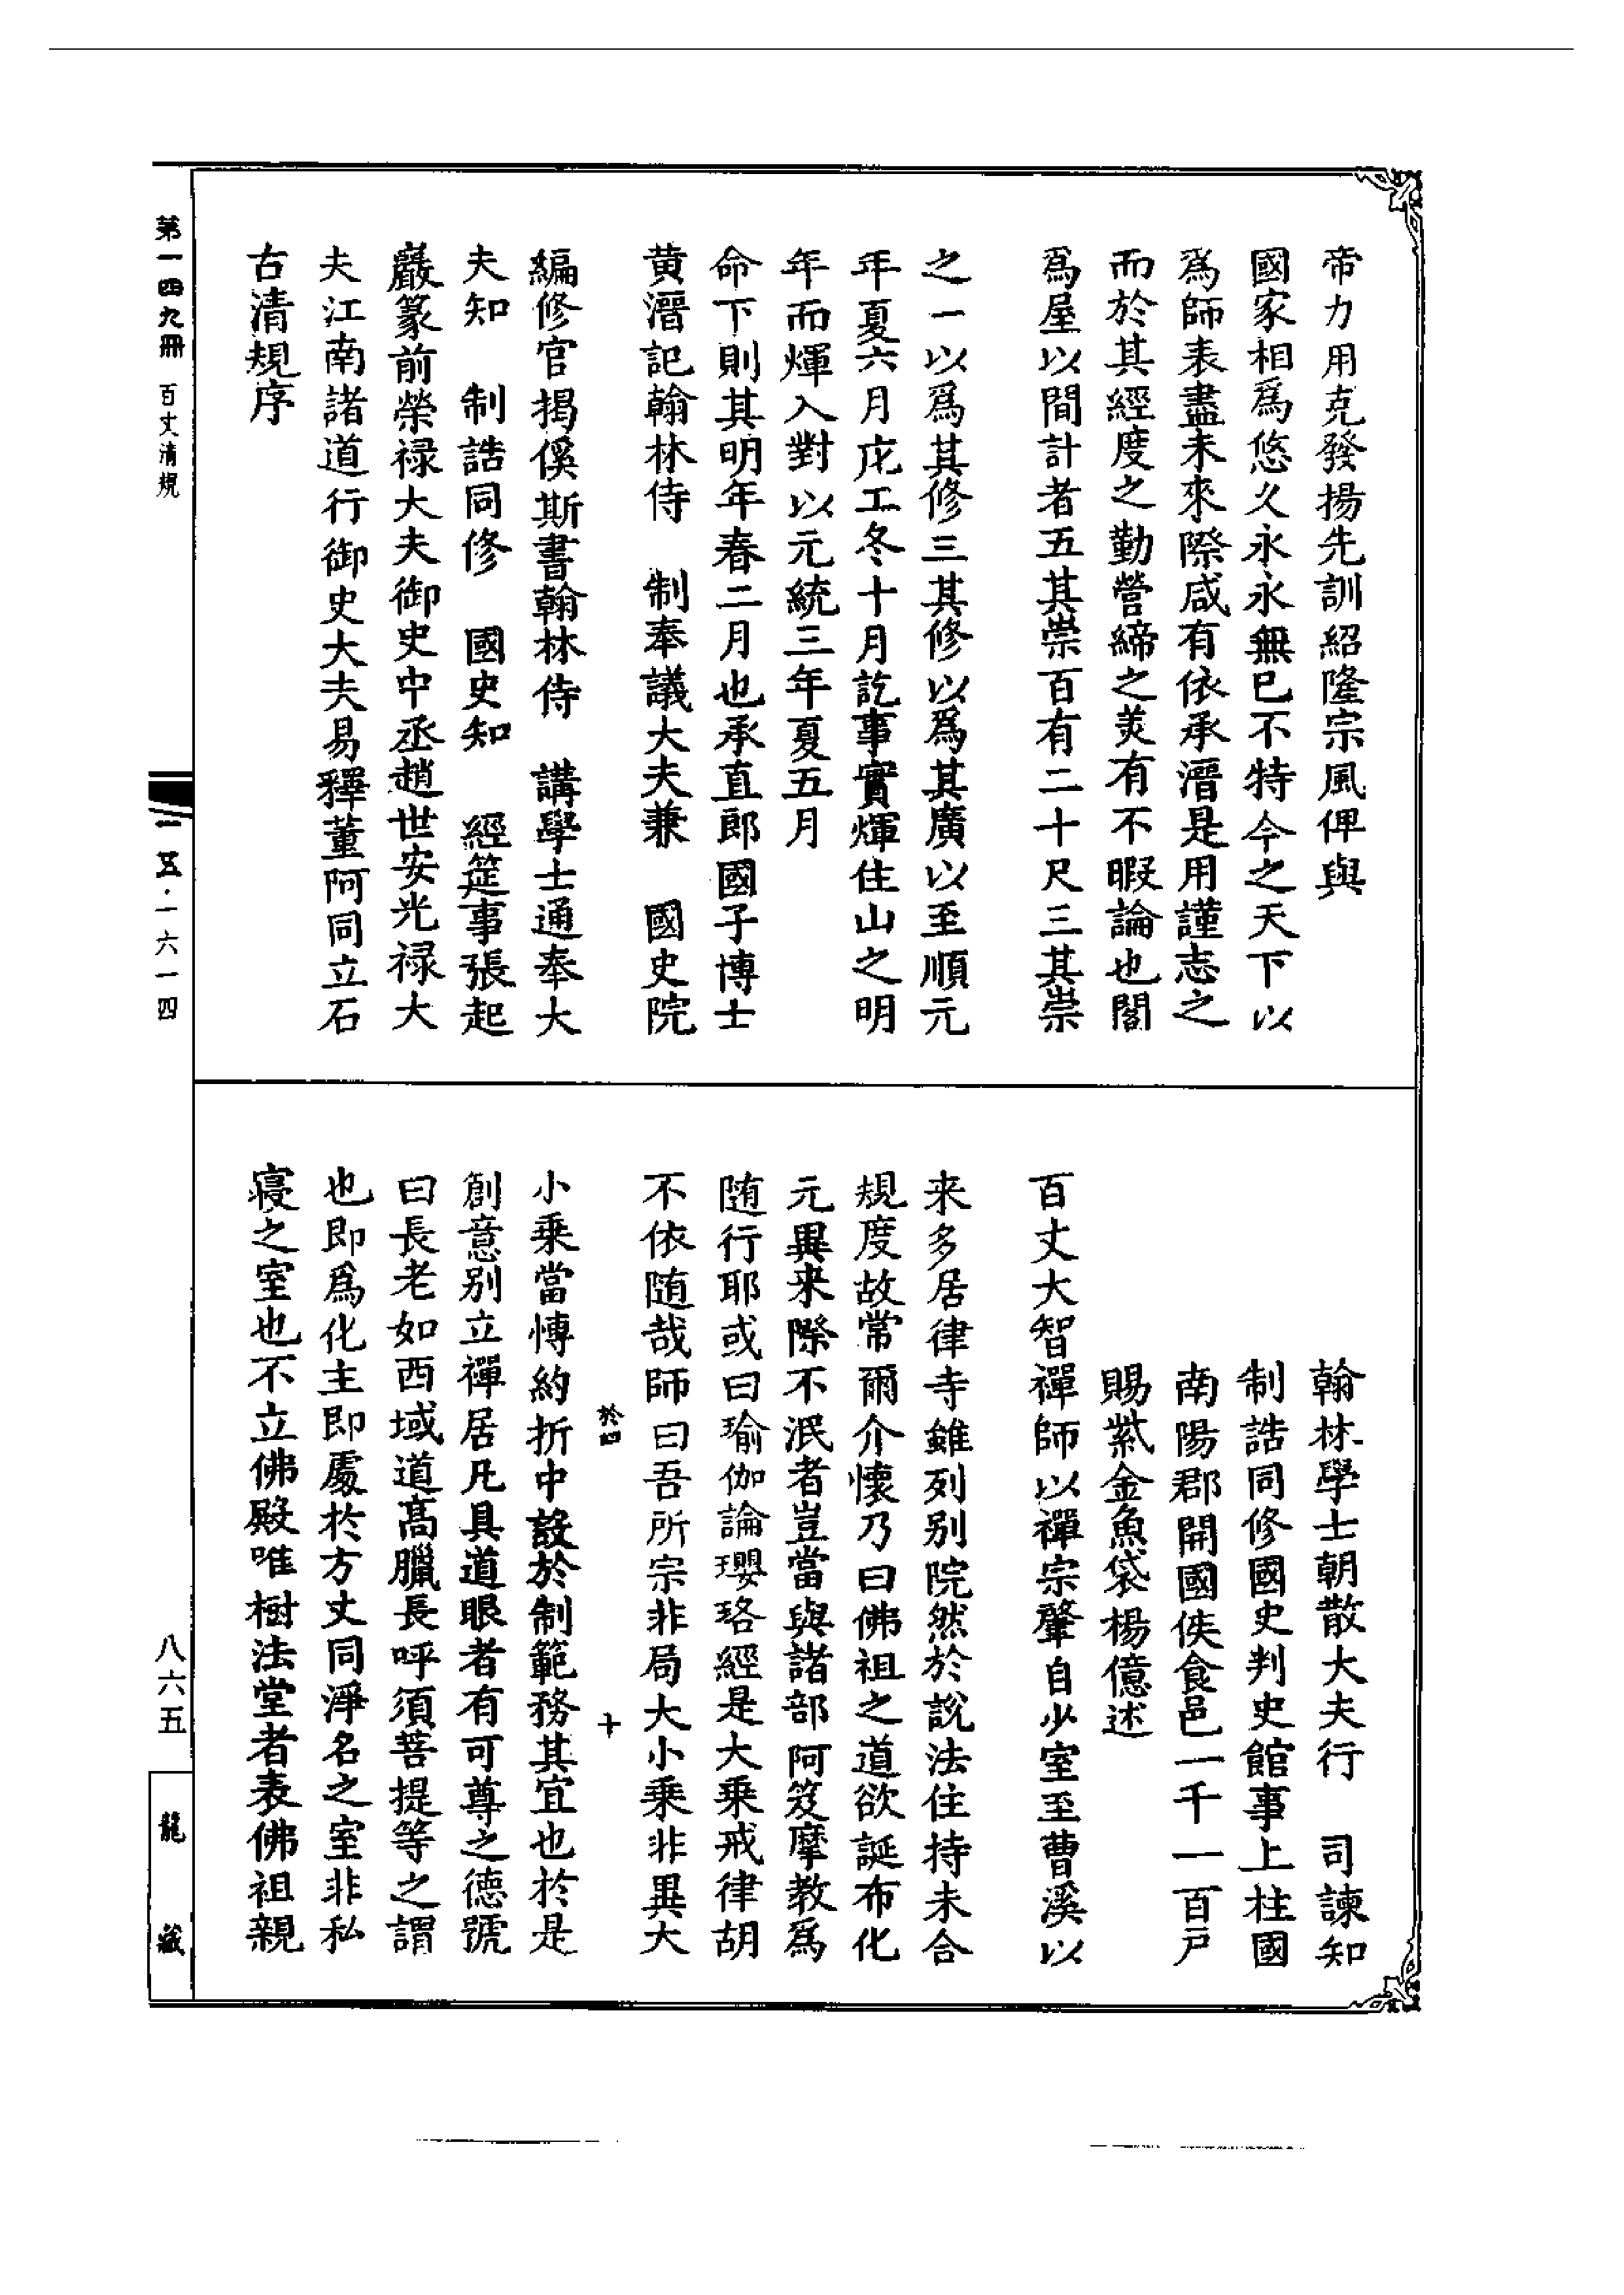 帝力用克發揚先訓紹隆宗風俾與
國家相爲悠久永永無已不特今之天下以
爲師表盡未來際咸有依承溍是用謹志之
而於其經度之勤營締之美有不暇論也閣
爲屋以間計者五其崇百有二十尺三其崇
之一以爲其修三其修以爲其廣以至順元
年夏六月庀工冬十月訖事實煇住山之明
年而煇入對以元統三年夏五月
命下則其明年春二月也承直郎國子博士
黃溍記翰林侍　制奉議大夫兼　國史院
編修官揭傒斯書翰林侍　講學士通奉大
夫知　制誥同修　國史知　經筵事張起
巖篆前榮祿大夫御史中丞趙世安光祿大
夫江南諸道行御史大夫易釋董阿同立石
古清規序
翰林學士朝散大夫行　司諫知
制誥同修國史判史館事上柱國
南陽郡開國侯食邑一千一百戶
賜紫金魚袋楊億述
百丈大智禪師以禪宗肇自少室至曹溪以
来多居律寺雖列别院然於說法住持未合
規度故常爾介懷乃曰佛祖之道欲誕布化
元異來際不泯者豈當與諸部阿笈摩教爲
随行耶或曰瑜伽論瓔珞經是大乘戒律胡
不依随哉師曰吾所宗非局大小乘非異大
於四　十
小乘當博約折中設於制範務其宜也於是
創意别立禪居凡具道眼者有可尊之德號
曰長老如西域道高臘長呼須菩提等之謂
也即爲化主即處於方丈同淨名之室非私
寢之室也不立佛殿唯樹法堂者表佛祖親
第一四九册　百丈清規
一五·一六一四
八六五
龍藏